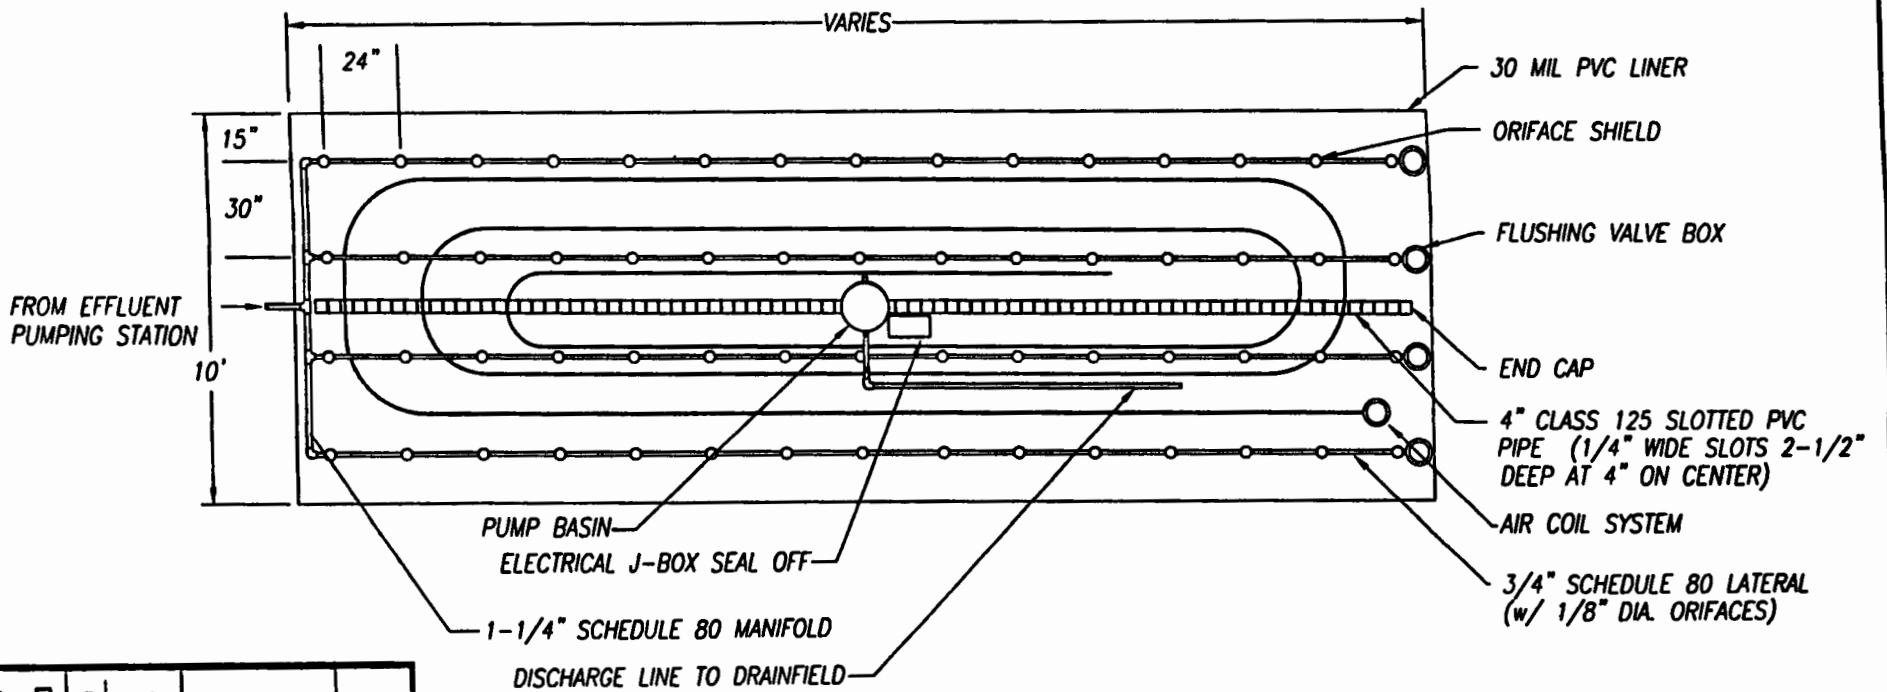 VARIES
24"
30 MIL PVC LINER
15"
ORIFACE SHIELD
30"
FLUSHING VALVE BOX
FROM EFFLUENT
PUMPING STATION
10'
END CAP
4" CLASS 125 SLOTTED PVC
PIPE (1/4" WIDE SLOTS 2-1/2"
DEEP AT 4" ON CENTER)
PUMP BASIN
AIR COIL SYSTEM
ELECTRICAL J-BOX SEAL OFF
3/4" SCHEDULE 80 LATERAL
(w/ 1/8" DIA. ORIFACES)
1-1/4" SCHEDULE 80 MANIFOLD
DISCHARGE LINE TO DRAINFIELD